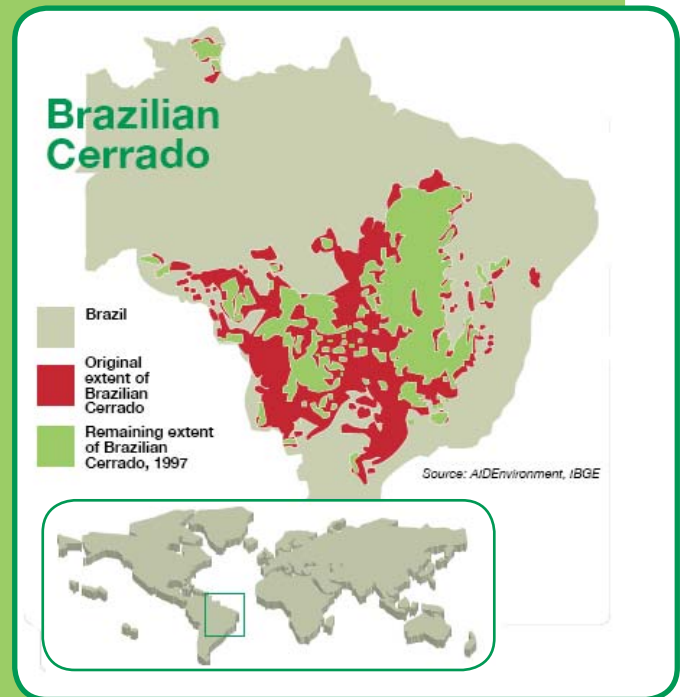 Brazilian
Cerrado
Brazil
Original
extent of
Brazilian
Cerrado
Remaining extent
of Brazilian
Cerrado, 1997
Source: AIDEnvironment, IBGE